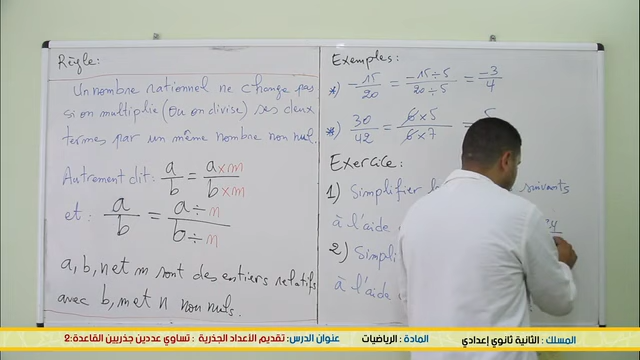 Règle:
Un nombre rationnel ne change pas
si on multiplie (ou on divise) ses deux
termes par un même nombre non nul.
Autrement dit: a/b = a×m/b×m
et: a/b = a÷n/b÷n
a, b, n et m sont des entiers relatifs
avec b, m et n non nuls.
Exemples:
*) -15/20 = -15÷5/20÷5 = -3/4
*) 30/42 = 6×5/6×7 = 5
Exercice:
1) Simplifier suivants
à l'aide
2) Simpli
à l'aide
المسلك : الثانية ثانوي إعدادي المادة : الرياضيات عنوان الدرس: تقديم الأعداد الجذرية : تساوي عددين جذريين القاعدة:2